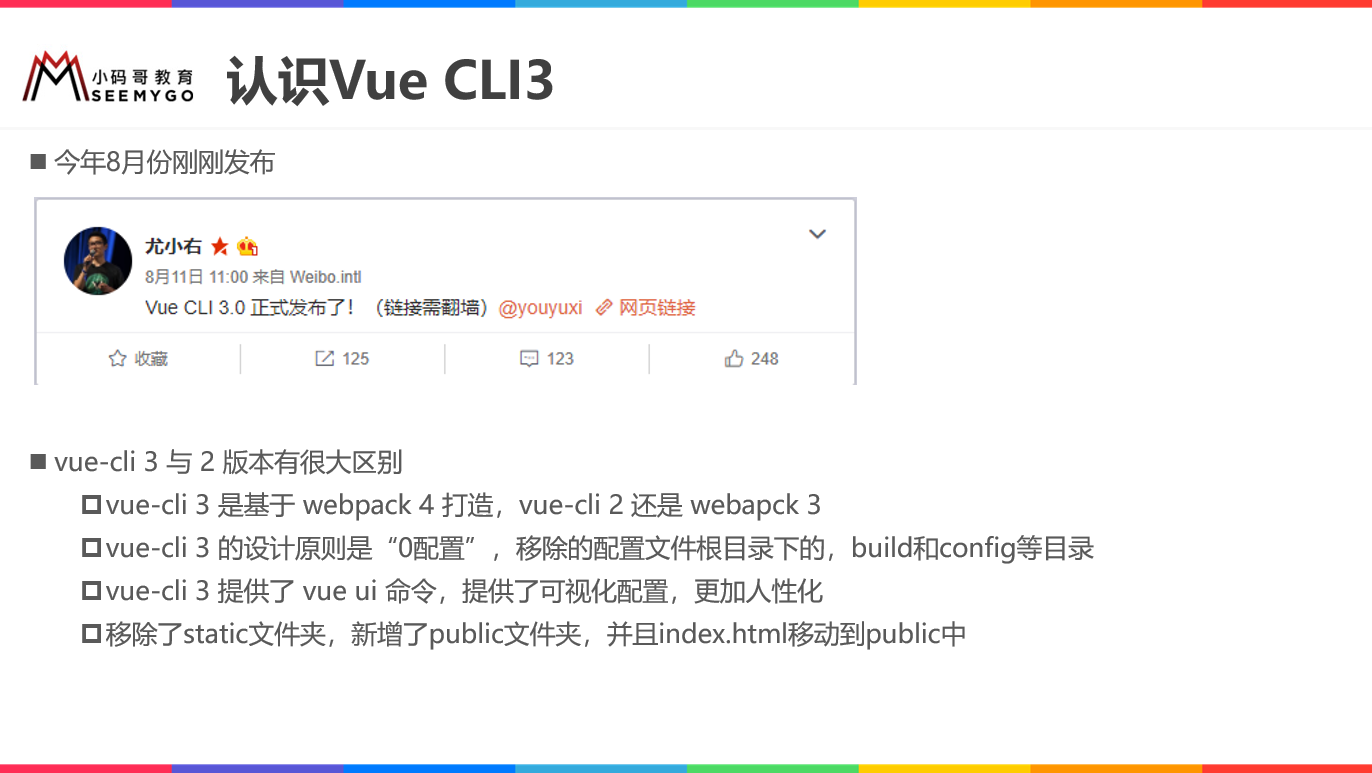 小码哥教育
SEEMYGO
认识Vue CLI3
今年8月份刚刚发布
尤小右
8月11日 11:00 来自 Weibo.intl
Vue CLI 3.0 正式发布了！（链接需翻墙）@youyuxi 网页链接
收藏 125 123 248
vue-cli 3 与 2 版本有很大区别
vue-cli 3 是基于 webpack 4 打造，vue-cli 2 还是 webapck 3
vue-cli 3 的设计原则是“0配置”，移除的配置文件根目录下的，build和config等目录
vue-cli 3 提供了 vue ui 命令，提供了可视化配置，更加人性化
移除了static文件夹，新增了public文件夹，并且index.html移动到public中